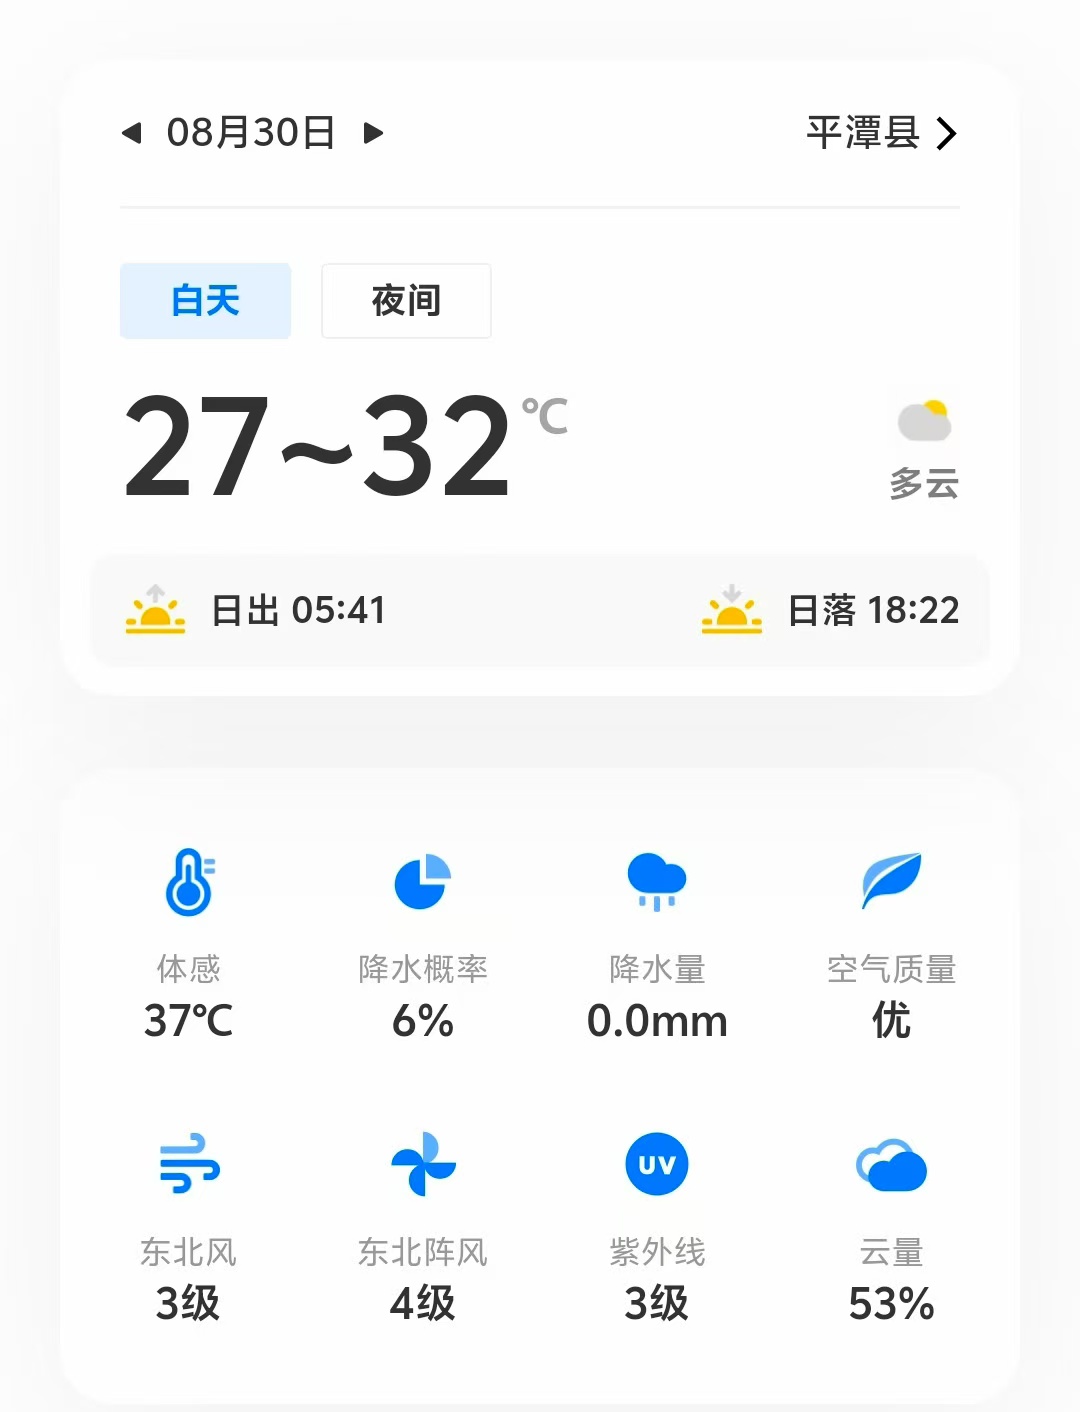 08月30日 平潭县
白天 夜间
27~32℃
多云
日出 05:41 日落 18:22
体感 降水概率 降水量 空气质量
37℃ 6% 0.0mm 优
UV
东北风 东北阵风 紫外线 云量
3级 4级 3级 53%